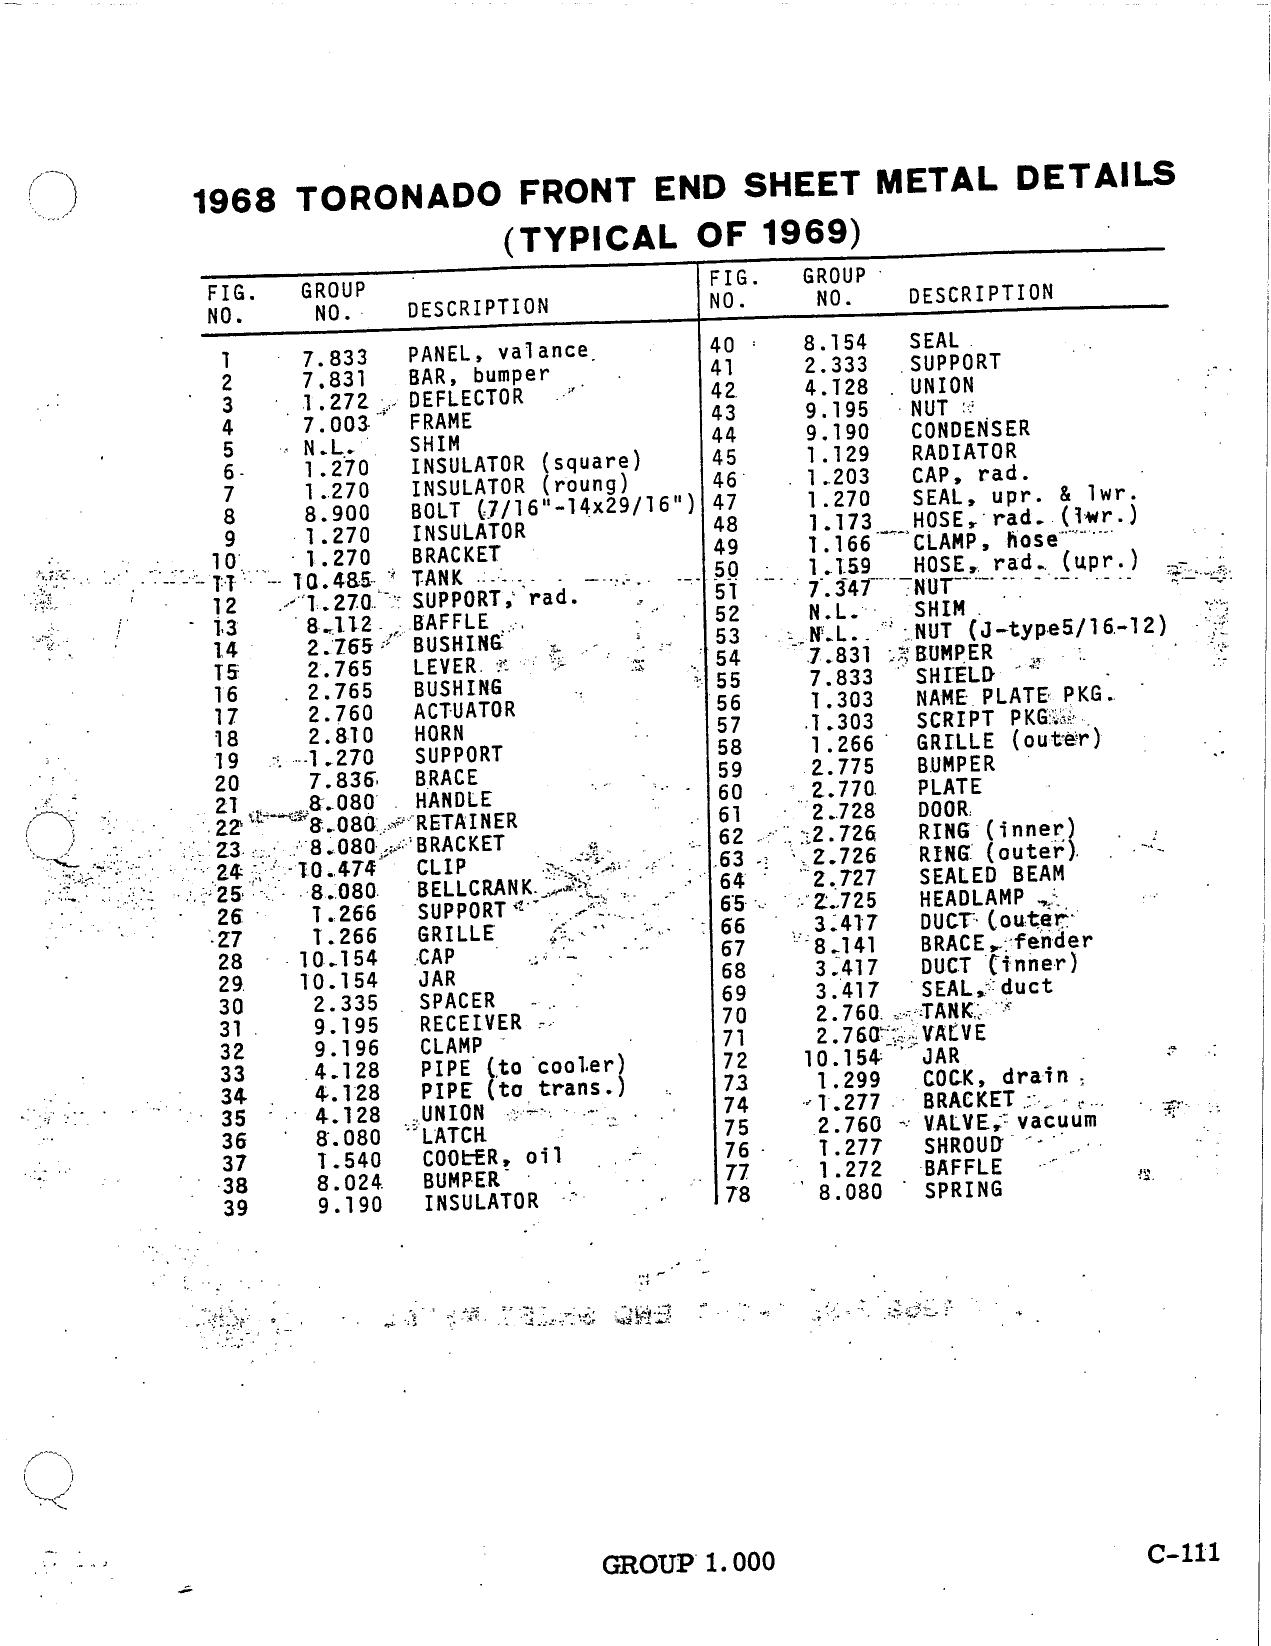 1968 TORONADO FRONT END SHEET METAL DETAILS
(TYPICAL OF 1969)
FIG. NO. GROUP NO. DESCRIPTION
1 7.833 PANEL, valance
2 7.831 BAR, bumper
3 1.272 DEFLECTOR
4 7.003 FRAME
5 N.L. SHIM
6 1.270 INSULATOR (square)
7 1.270 INSULATOR (roung)
8 8.900 BOLT (7/16"-14x29/16")
9 1.270 INSULATOR
10 1.270 BRACKET
11 10.485 TANK
12 1.270 SUPPORT, rad.
13 8.112 BAFFLE
14 2.765 BUSHING
15 2.765 LEVER
16 2.765 BUSHING
17 2.760 ACTUATOR
18 2.810 HORN
19 1.270 SUPPORT
20 7.836 BRACE
21 8.080 HANDLE
22 8.080 RETAINER
23 8.080 BRACKET
24 10.474 CLIP
25 8.080 BELLCRANK
26 1.266 SUPPORT
27 1.266 GRILLE
28 10.154 CAP
29 10.154 JAR
30 2.335 SPACER
31 9.195 RECEIVER
32 9.196 CLAMP
33 4.128 PIPE (to cooler)
34 4.128 PIPE (to trans.)
35 4.128 UNION
36 8.080 LATCH
37 1.540 COOLER, oil
38 8.024 BUMPER
39 9.190 INSULATOR
FIG. NO. GROUP NO. DESCRIPTION
40 8.154 SEAL
41 2.333 SUPPORT
42 4.128 UNION
43 9.195 NUT
44 9.190 CONDENSER
45 1.129 RADIATOR
46 1.203 CAP, rad.
47 1.270 SEAL, upr. & lwr.
48 1.173 HOSE, rad. (lwr.)
49 1.166 CLAMP, hose
50 1.159 HOSE, rad. (upr.)
51 7.347 NUT
52 N.L. SHIM
53 N.L. NUT (J-type5/16-12)
54 7.831 BUMPER
55 7.833 SHIELD
56 1.303 NAME PLATE PKG.
57 1.303 SCRIPT PKG.
58 1.266 GRILLE (outer)
59 2.775 BUMPER
60 2.770 PLATE
61 2.728 DOOR
62 2.726 RING (inner)
63 2.726 RING (outer)
64 2.727 SEALED BEAM
65 2.725 HEADLAMP
66 3.417 DUCT (outer
67 8.141 BRACE, fender
68 3.417 DUCT (inner)
69 3.417 SEAL, duct
70 2.760 TANK
71 2.760 VALVE
72 10.154 JAR
73 1.299 COCK, drain
74 1.277 BRACKET
75 2.760 VALVE, vacuum
76 1.277 SHROUD
77 1.272 BAFFLE
78 8.080 SPRING
GROUP 1.000
C-111